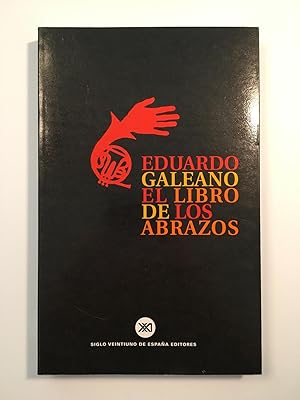 EDUARDO
GALEANO
EL LIBRO
DE LOS
ABRAZOS
SIGLO VEINTIUNO DE ESPAÑA EDITORES